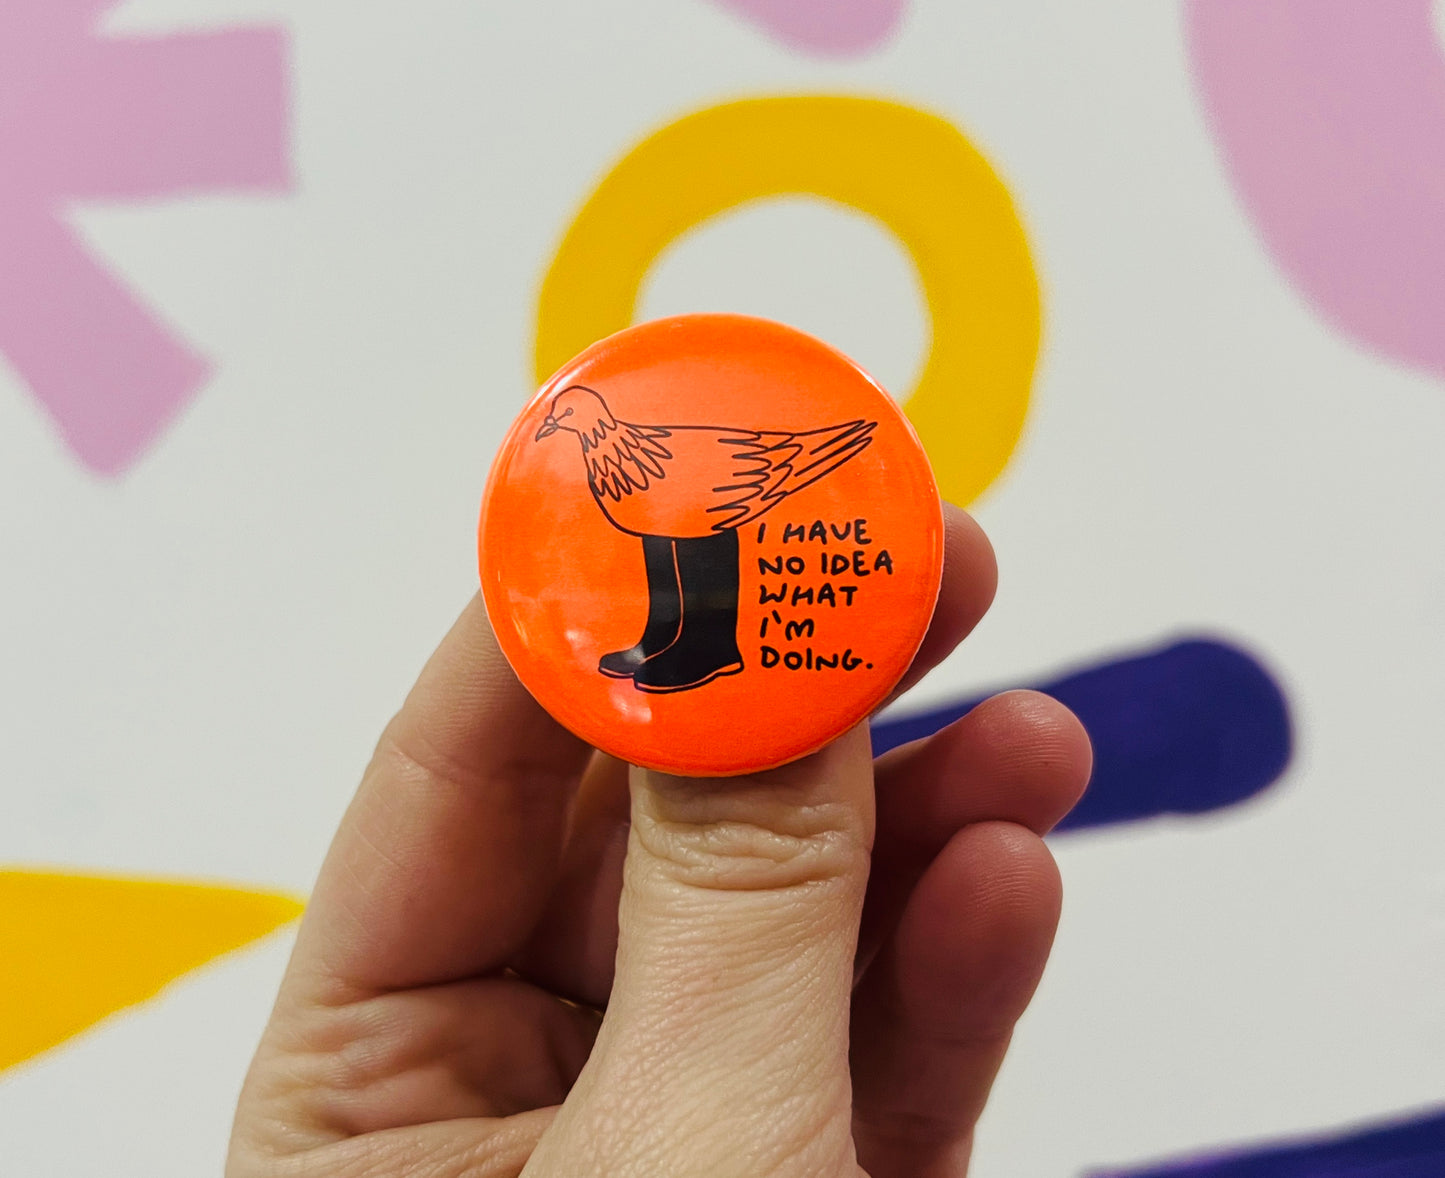 I HAVE
NO IDEA
WHAT
I'M
DOING.